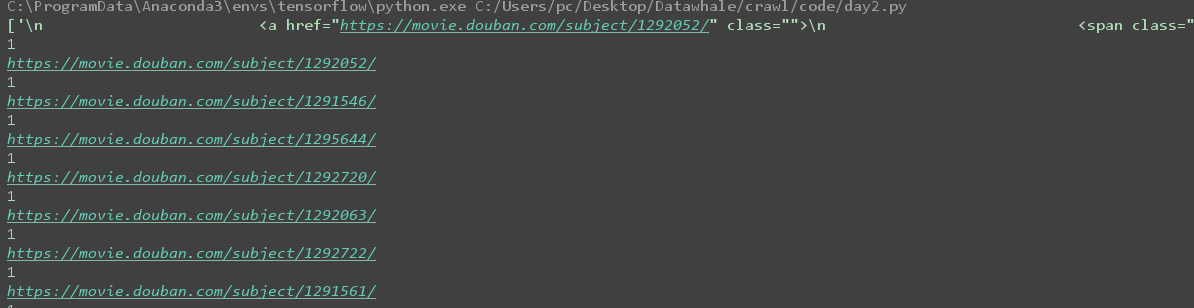 C:\ProgramData\Anaconda3\envs\tensorflow\python.exe C:/Users/pc/Desktop/Datawhale/crawl/code/day2.py
['\n                        <a href="https://movie.douban.com/subject/1292052/" class="">\n                            <span class="
1
https://movie.douban.com/subject/1292052/
1
https://movie.douban.com/subject/1291546/
1
https://movie.douban.com/subject/1295644/
1
https://movie.douban.com/subject/1292720/
1
https://movie.douban.com/subject/1292063/
1
https://movie.douban.com/subject/1292722/
1
https://movie.douban.com/subject/1291561/
1